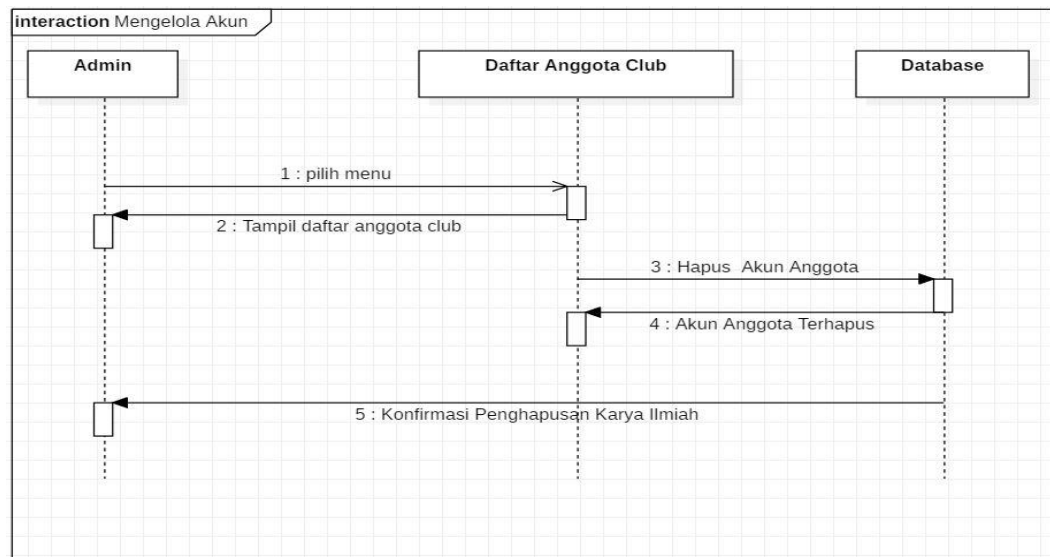 interaction Mengelola Akun
Admin
Daftar Anggota Club
Database
1 : pilih menu
2 : Tampil daftar anggota club
3 : Hapus  Akun Anggota
4 : Akun Anggota Terhapus
5 : Konfirmasi Penghapusan Karya Ilmiah